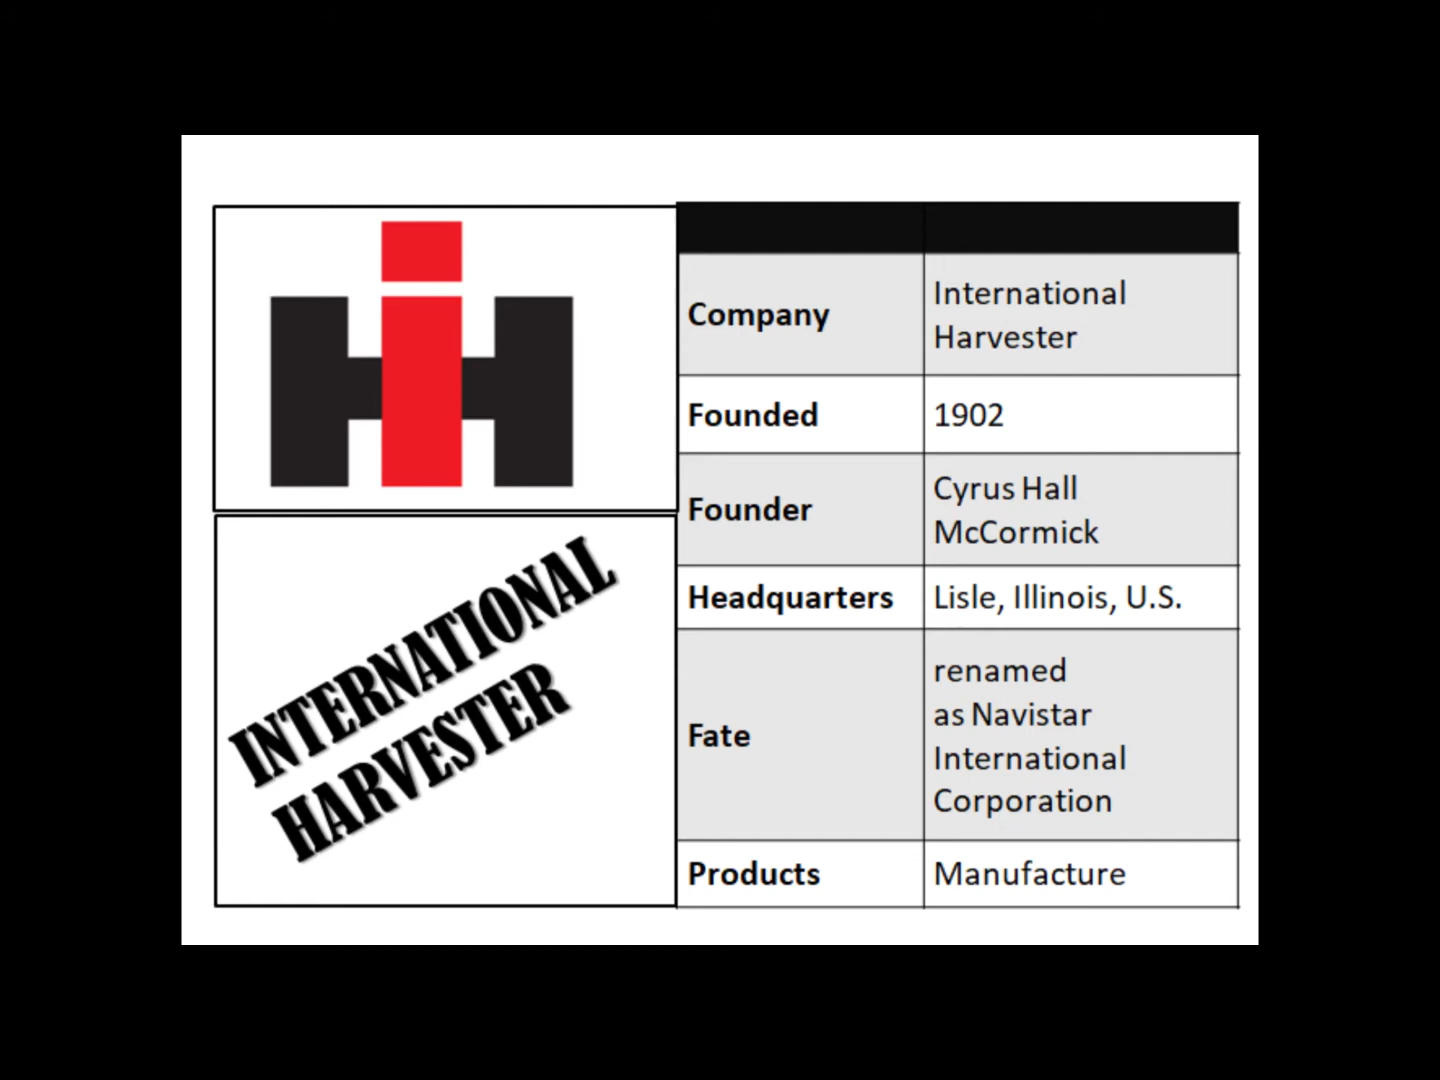 IH
INTERNATIONAL
HARVESTER
Company
International
Harvester
Founded
1902
Founder
Cyrus Hall
McCormick
Headquarters
Lisle, Illinois, U.S.
Fate
renamed
as Navistar
International
Corporation
Products
Manufacture